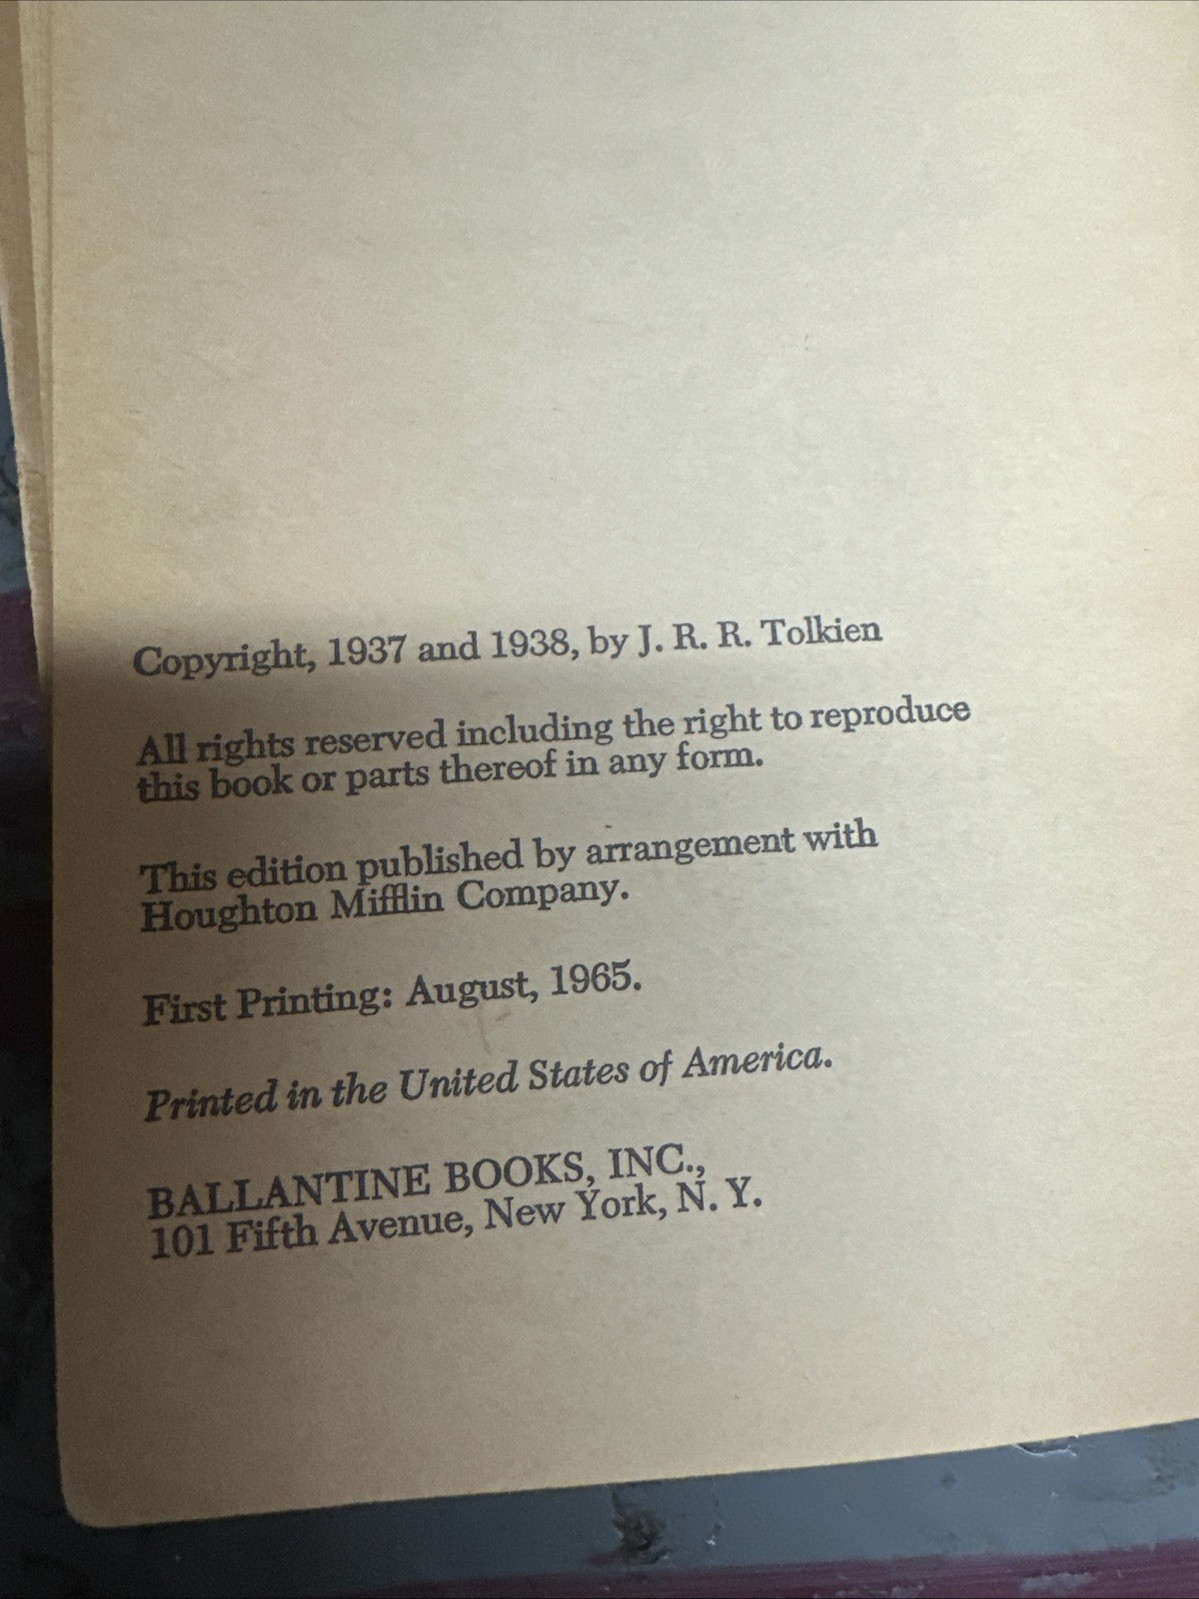 Copyright, 1937 and 1938, by J. R. R. Tolkien
All rights reserved including the right to reproduce
this book or parts thereof in any form.
This edition published by arrangement with
Houghton Mifflin Company.
First Printing: August, 1965.
Printed in the United States of America.
BALLANTINE BOOKS, INC.,
101 Fifth Avenue, New York, N. Y.